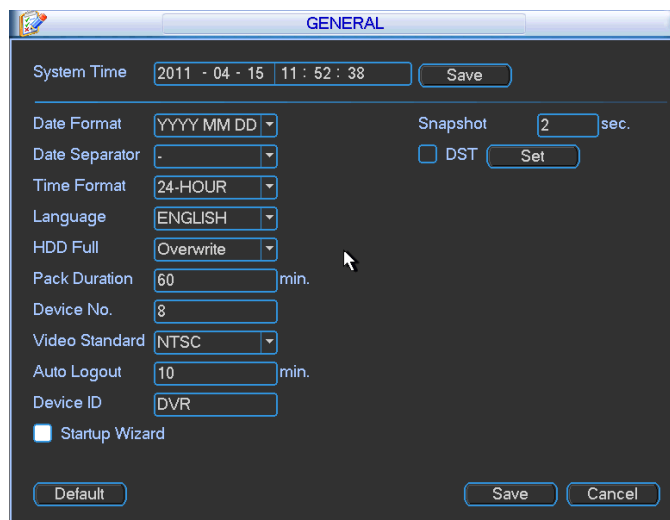 GENERAL
System Time 2011 - 04 - 15 11 : 52 : 38 Save
Date Format YYYY MM DD Snapshot 2 sec.
Date Separator - DST Set
Time Format 24-HOUR
Language ENGLISH
HDD Full Overwrite
Pack Duration 60 min.
Device No. 8
Video Standard NTSC
Auto Logout 10 min.
Device ID DVR
Startup Wizard
Default Save Cancel